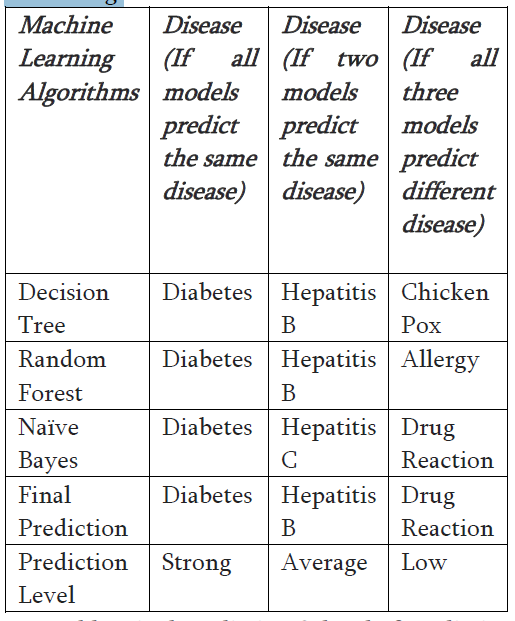 Machine Learning Algorithms | Disease (If all models predict the same disease) | Disease (If two models predict the same disease) | Disease (If all three models predict different disease)
Decision Tree | Diabetes | Hepatitis B | Chicken Pox
Random Forest | Diabetes | Hepatitis B | Allergy
Naïve Bayes | Diabetes | Hepatitis C | Drug Reaction
Final Prediction | Diabetes | Hepatitis B | Drug Reaction
Prediction Level | Strong | Average | Low